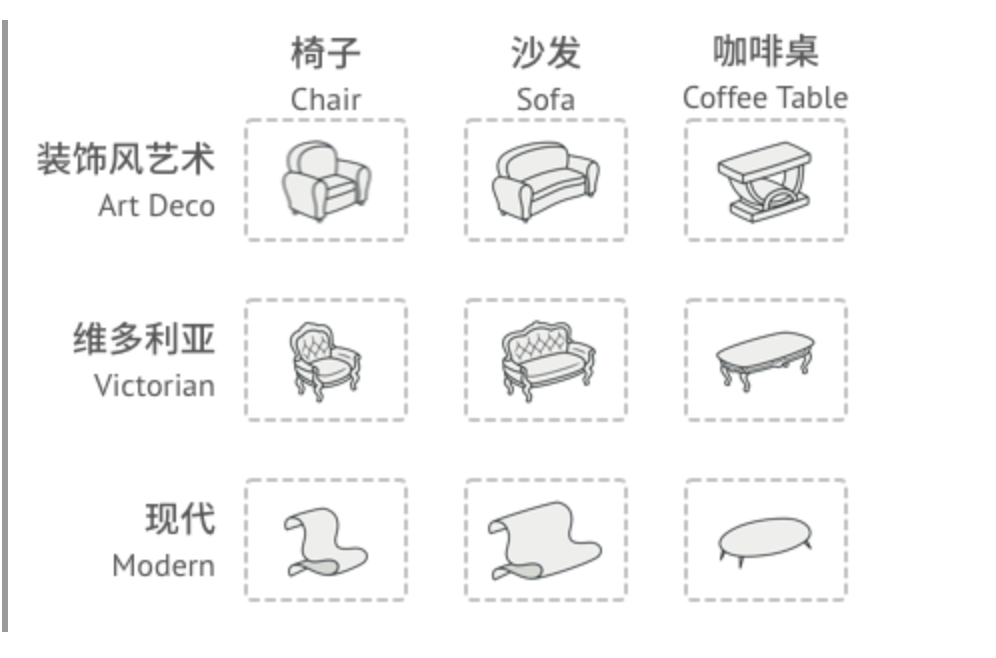 椅子 沙发 咖啡桌
Chair Sofa Coffee Table
装饰风艺术
Art Deco
维多利亚
Victorian
现代
Modern